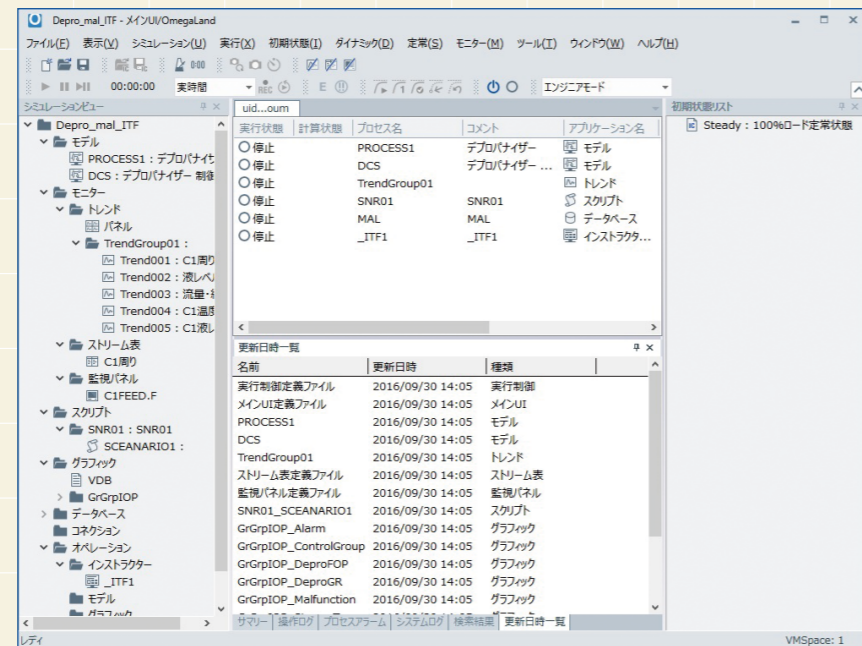 Depro_mal_ITF - メインUI/OmegaLand
ファイル(F) 表示(V) シミュレーション(U) 実行(X) 初期状態(I) ダイナミック(D) 定常(S) モニター(M) ツール(T) ウィンドウ(W) ヘルプ(H)
00:00:00 実時間 REC E エンジニアモード
シミュレーションビュー
Depro_mal_ITF
モデル
PROCESS1：デプロパナイザ
DCS：デプロパナイザー 制御
モニター
トレンド
パネル
TrendGroup01：
Trend001：C1周り
Trend002：液レベル
Trend003：流量・
Trend004：C1温度
Trend005：C1液レ
ストリーム表
C1周り
監視パネル
C1FEED.F
スクリプト
SNR01：SNR01
SCEANARIO1：
グラフィック
VDB
GrGrpIOP
データベース
コネクション
オペレーション
インストラクター
_ITF1
モデル
グラフィック
uid...oum
実行状態 計算状態 プロセス名 コメント アプリケーション名
停止 PROCESS1 デプロパナイザー モデル
停止 DCS デプロパナイザー ... モデル
停止 TrendGroup01 トレンド
停止 SNR01 SNR01 スクリプト
停止 MAL MAL データベース
停止 _ITF1 _ITF1 インストラクタ...
更新日時一覧
名前 更新日時 種類
実行制御定義ファイル 2016/09/30 14:05 実行制御
メインUI定義ファイル 2016/09/30 14:05 メインUI
PROCESS1 2016/09/30 14:05 モデル
DCS 2016/09/30 14:05 モデル
TrendGroup01 2016/09/30 14:05 トレンド
ストリーム表定義ファイル 2016/09/30 14:05 ストリーム表
監視パネル定義ファイル 2016/09/30 14:05 監視パネル
SNR01_SCEANARIO1 2016/09/30 14:05 スクリプト
GrGrpIOP_Alarm 2016/09/30 14:05 グラフィック
GrGrpIOP_ControlGroup 2016/09/30 14:05 グラフィック
GrGrpIOP_DeproFOP 2016/09/30 14:05 グラフィック
GrGrpIOP_DeproGR 2016/09/30 14:05 グラフィック
GrGrpIOP_Malfunction 2016/09/30 14:05 グラフィック
サマリー 操作ログ プロセスアラーム システムログ 検索結果 更新日時一覧
初期状態リスト
Steady：100%ロード定常状態
レディ
VMSpace: 1